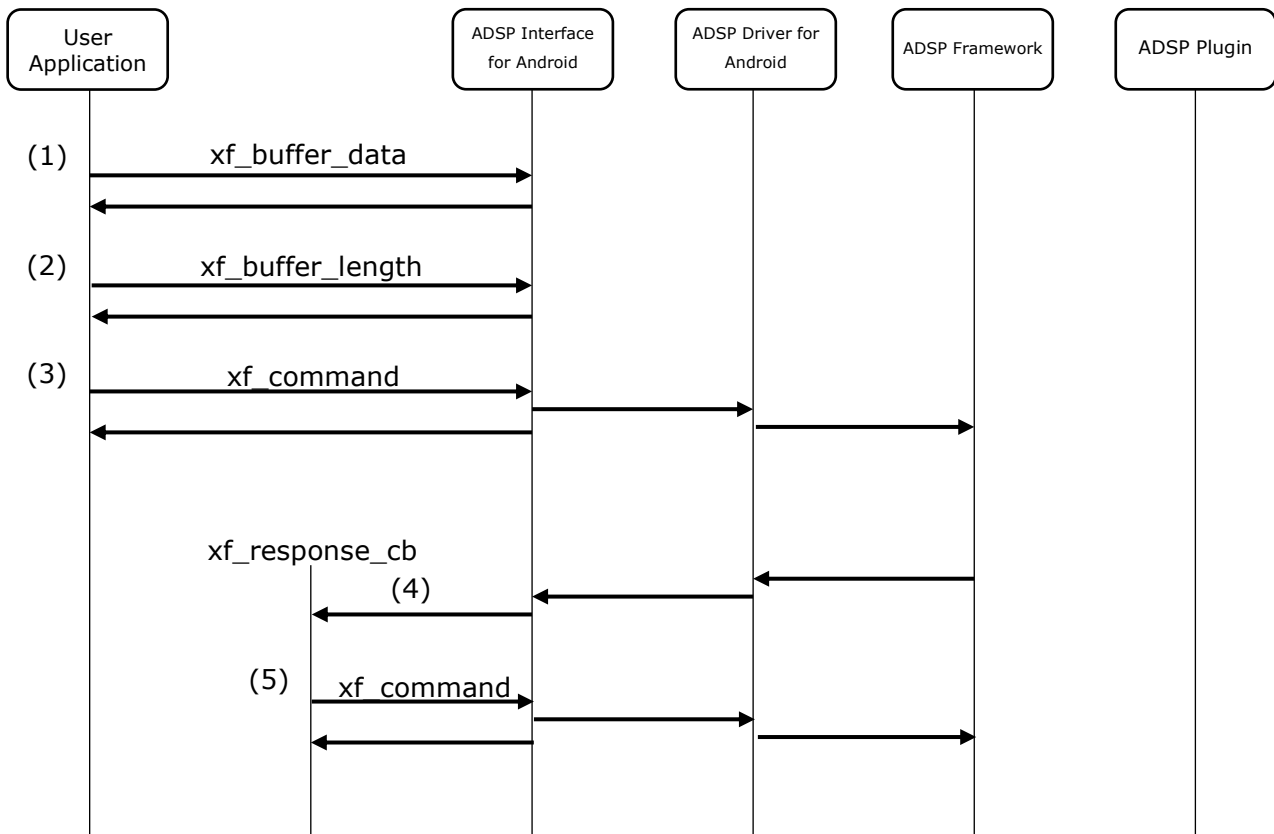 User
Application
ADSP Interface
for Android
ADSP Driver for
Android
ADSP Framework
ADSP Plugin
(1)
xf_buffer_data
(2)
xf_buffer_length
(3)
xf_command
xf_response_cb
(4)
(5)
xf_command